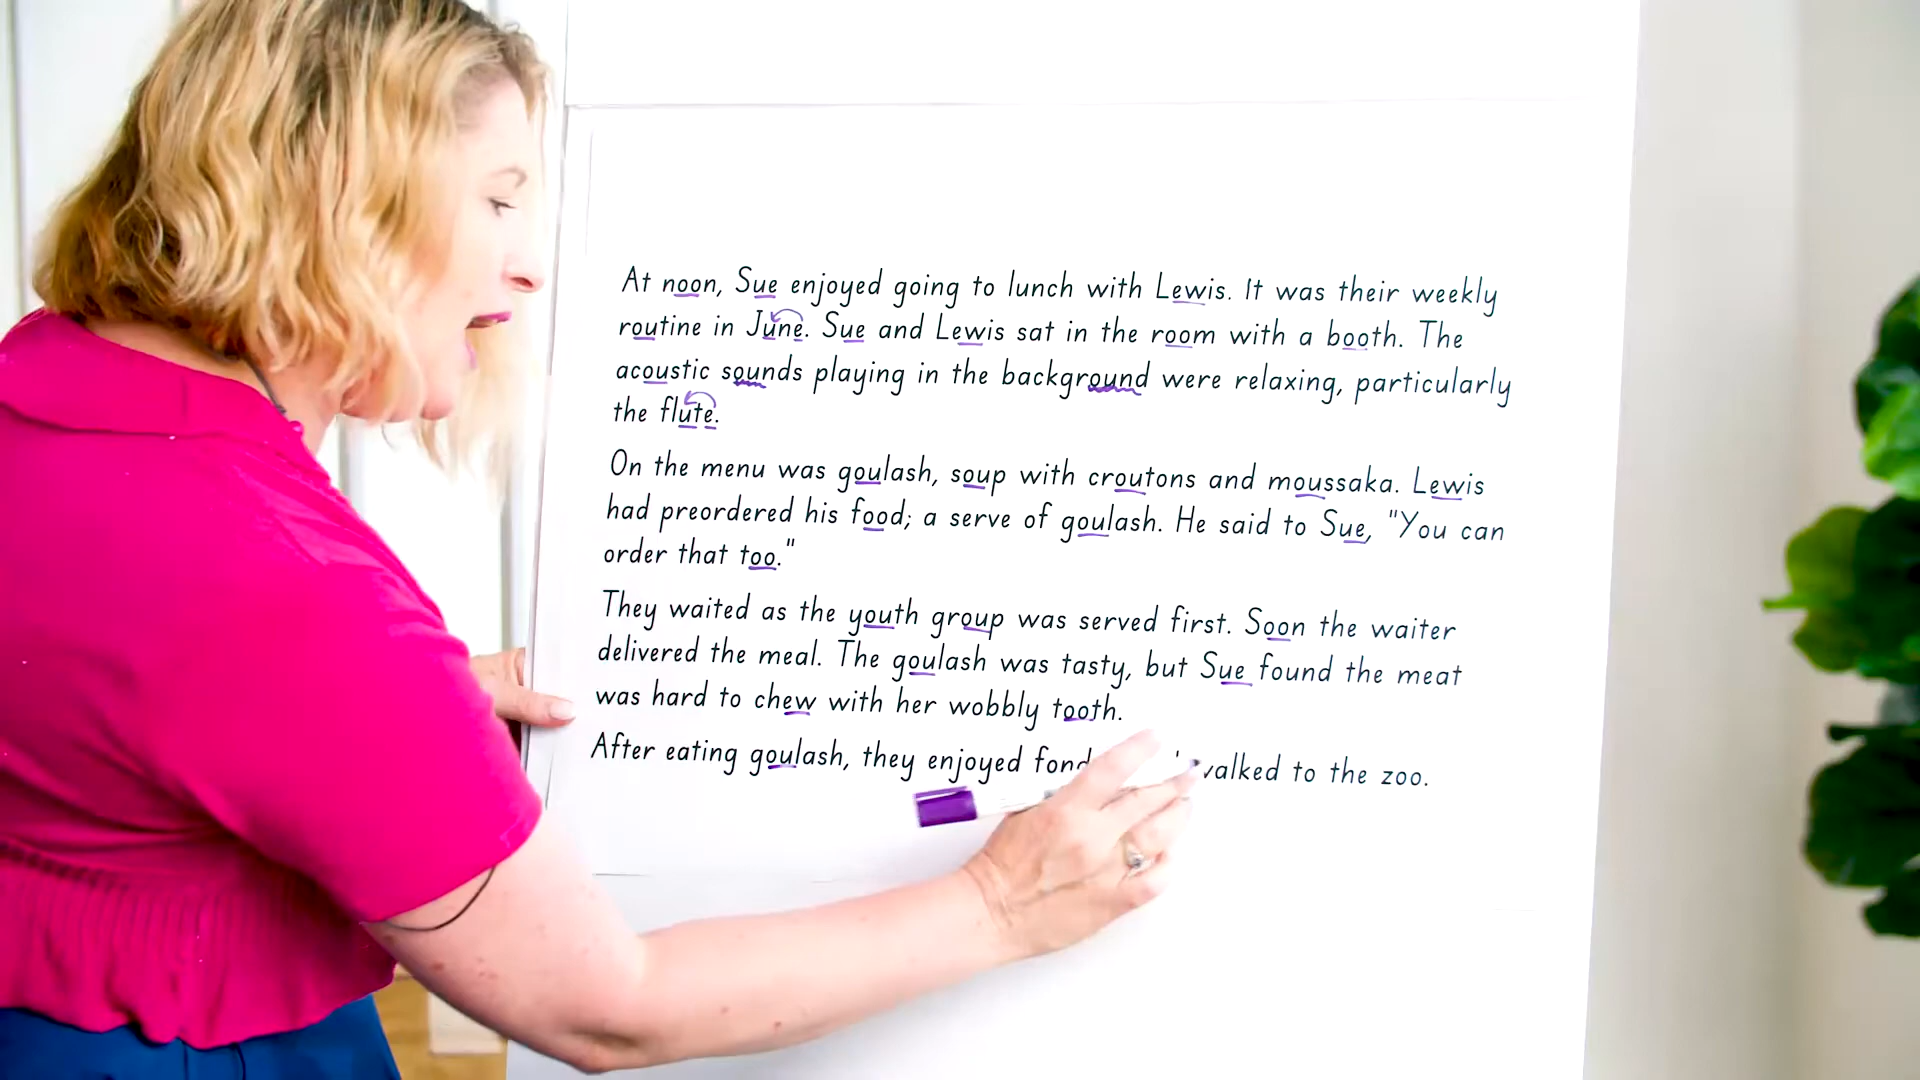 At noon, Sue enjoyed going to lunch with Lewis. It was their weekly
routine in June. Sue and Lewis sat in the room with a booth. The
acoustic sounds playing in the background were relaxing, particularly
the flute.
On the menu was goulash, soup with croutons and moussaka. Lewis
had preordered his food; a serve of goulash. He said to Sue, "You can
order that too."
They waited as the youth group was served first. Soon the waiter
delivered the meal. The goulash was tasty, but Sue found the meat
was hard to chew with her wobbly tooth.
After eating goulash, they enjoyed to the zoo.